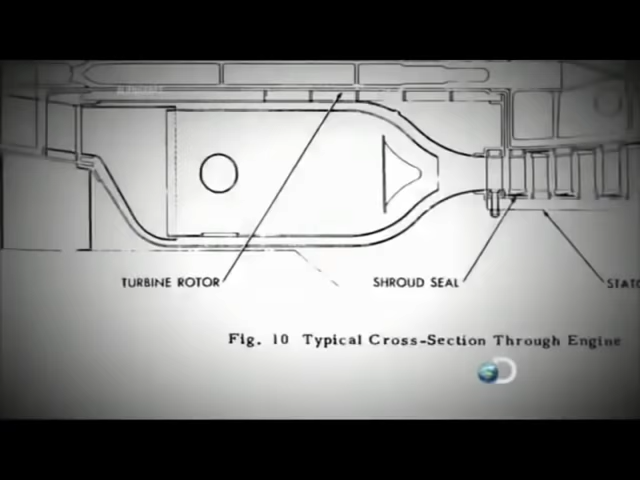 TURBINE ROTOR
SHROUD SEAL
STATO
Fig. 10 Typical Cross-Section Through Engine